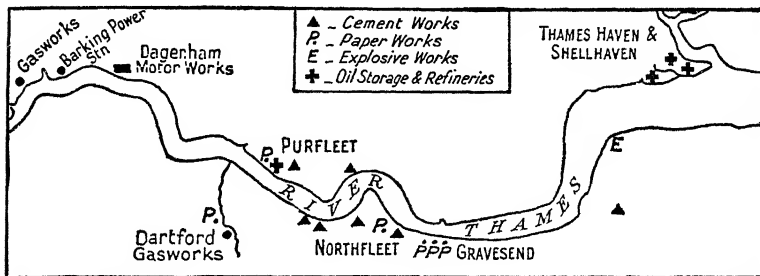 Gasworks
Barking Power
Stn
Dagenham
Motor Works
▲ - Cement Works
P. - Paper Works
E - Explosive Works
✚ - Oil Storage & Refineries
THAMES HAVEN &
SHELLHAVEN
P.
PURFLEET
E
RIVER
THAMES
P.
Dartford
Gasworks
NORTHFLEET
P.
PPP GRAVESEND